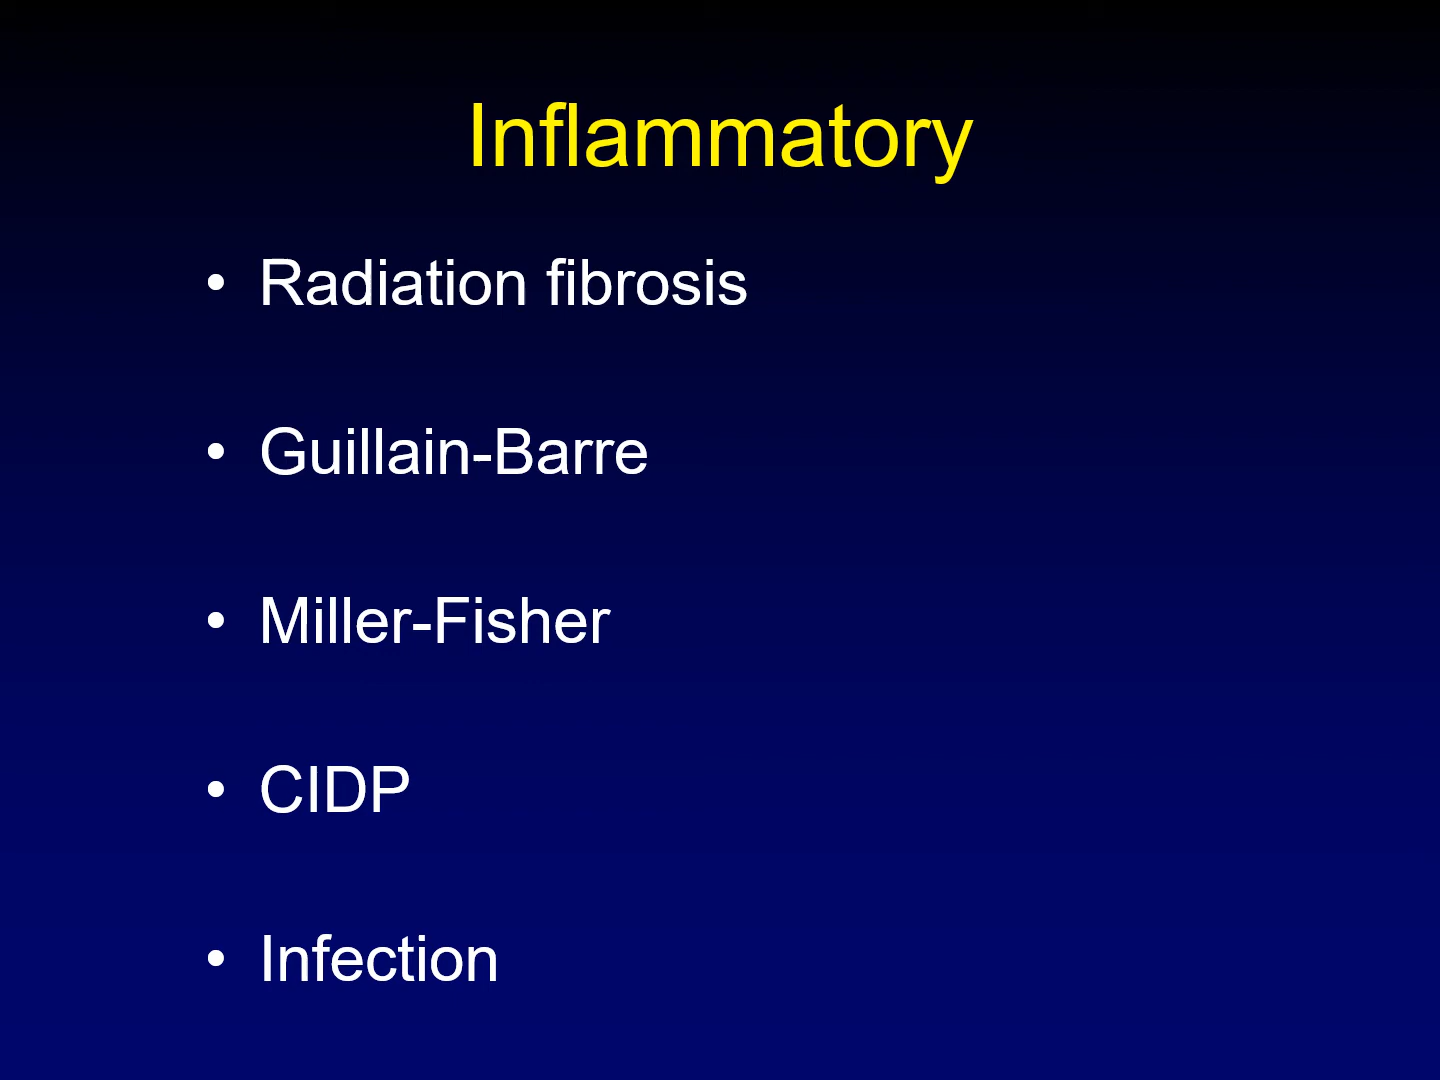 Inflammatory
• Radiation fibrosis
• Guillain-Barre
• Miller-Fisher
• CIDP
• Infection